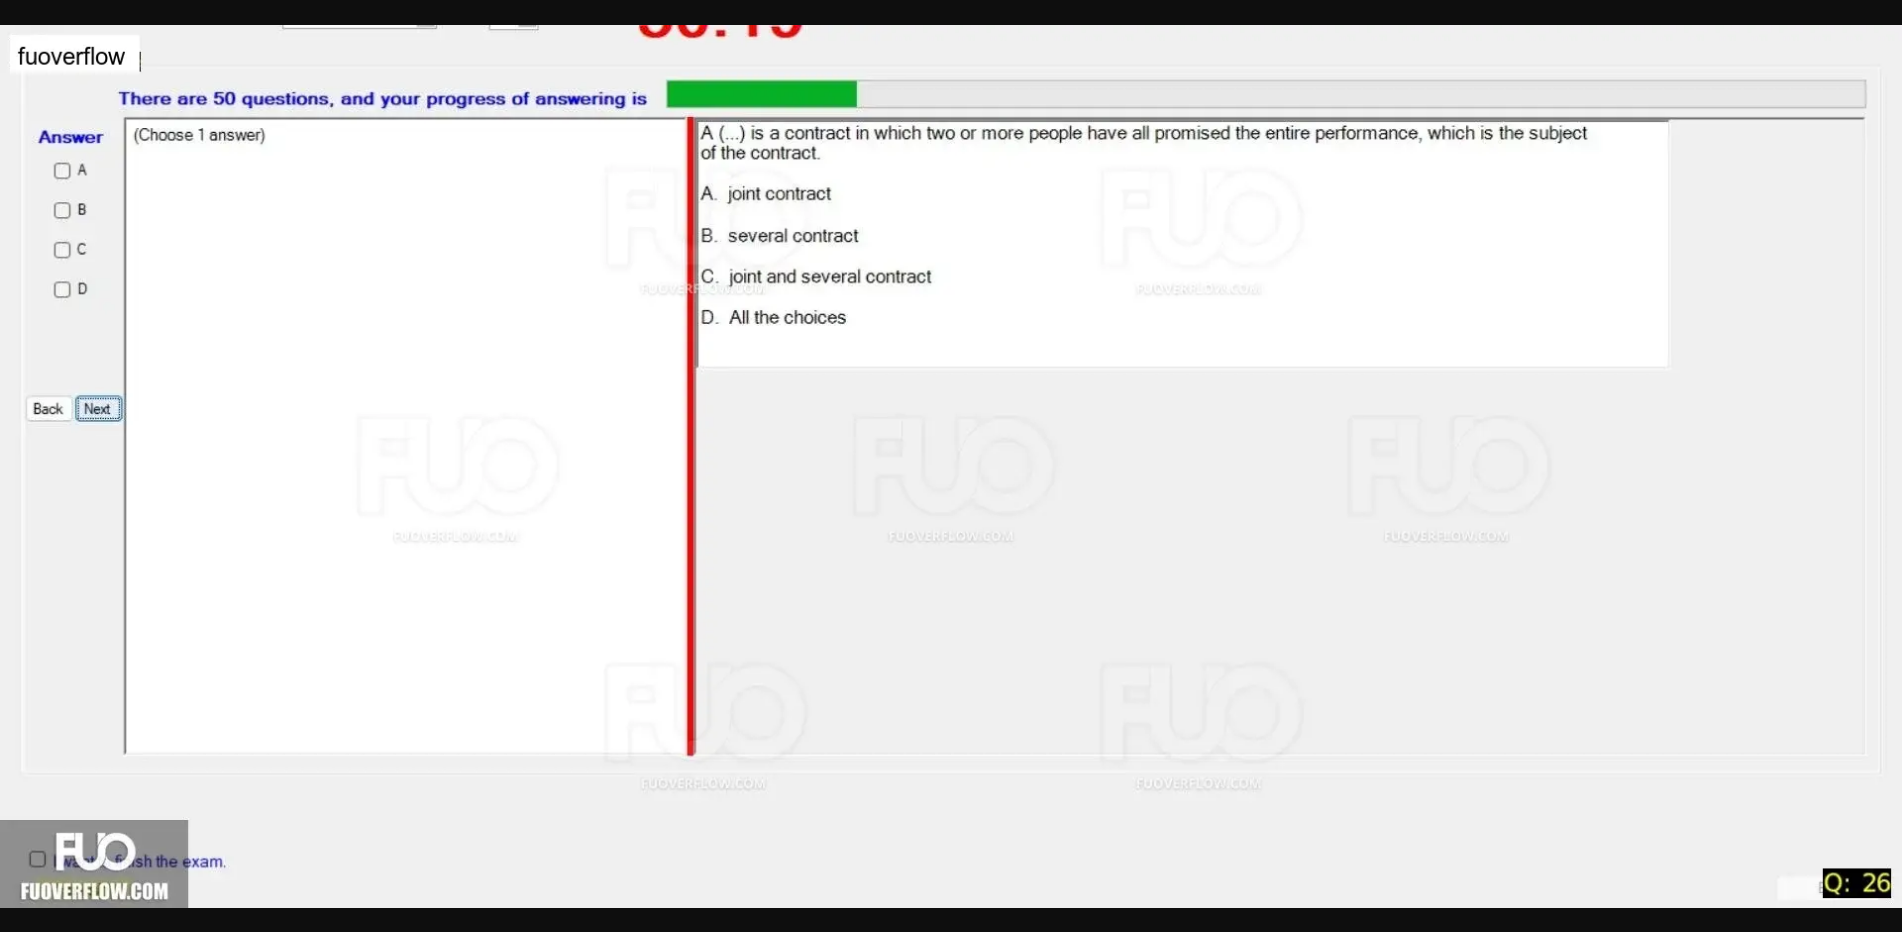 fuoverflow
There are 50 questions, and your progress of answering is
Answer
(Choose 1 answer)
A
B
C
D
Back
Next
A (...) is a contract in which two or more people have all promised the entire performance, which is the subject
of the contract.
A. joint contract
B. several contract
C. joint and several contract
D. All the choices
FUO
FUOVERFLOW.COM
FUO
FUOVERFLOW.COM
FUO
FUOVERFLOW.COM
FUO
FUOVERFLOW.COM
FUO
FUOVERFLOW.COM
FUO
FUOVERFLOW.COM
FUO
FUOVERFLOW.COM
the exam.
FUO
FUOVERFLOW.COM
Q: 26